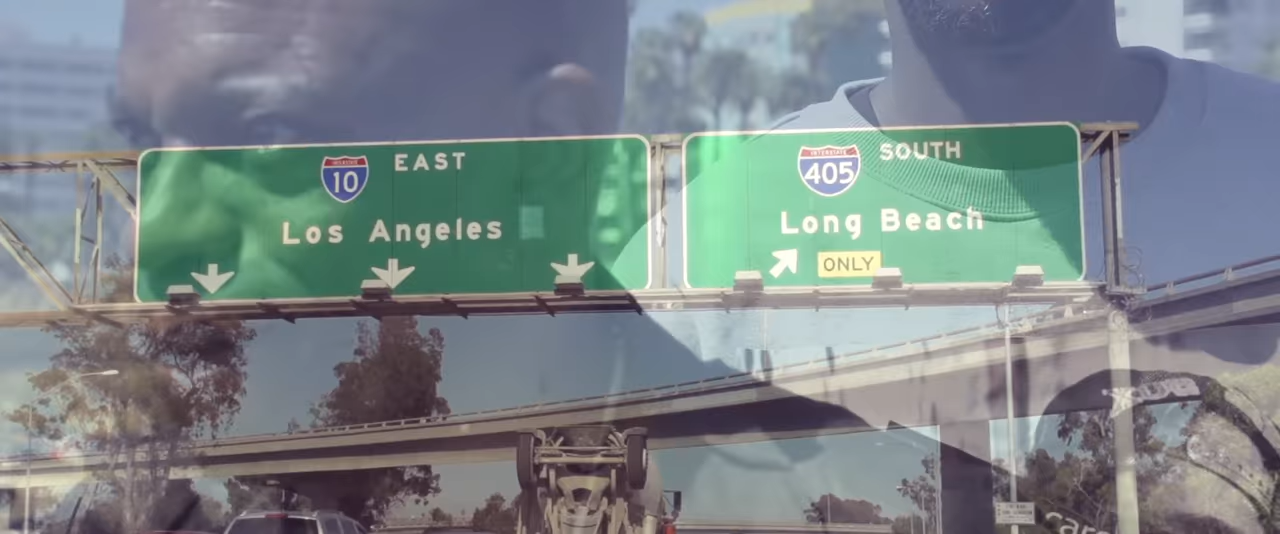 INTERSTATE
10
EAST
Los Angeles
INTERSTATE
405
SOUTH
Long Beach
ONLY